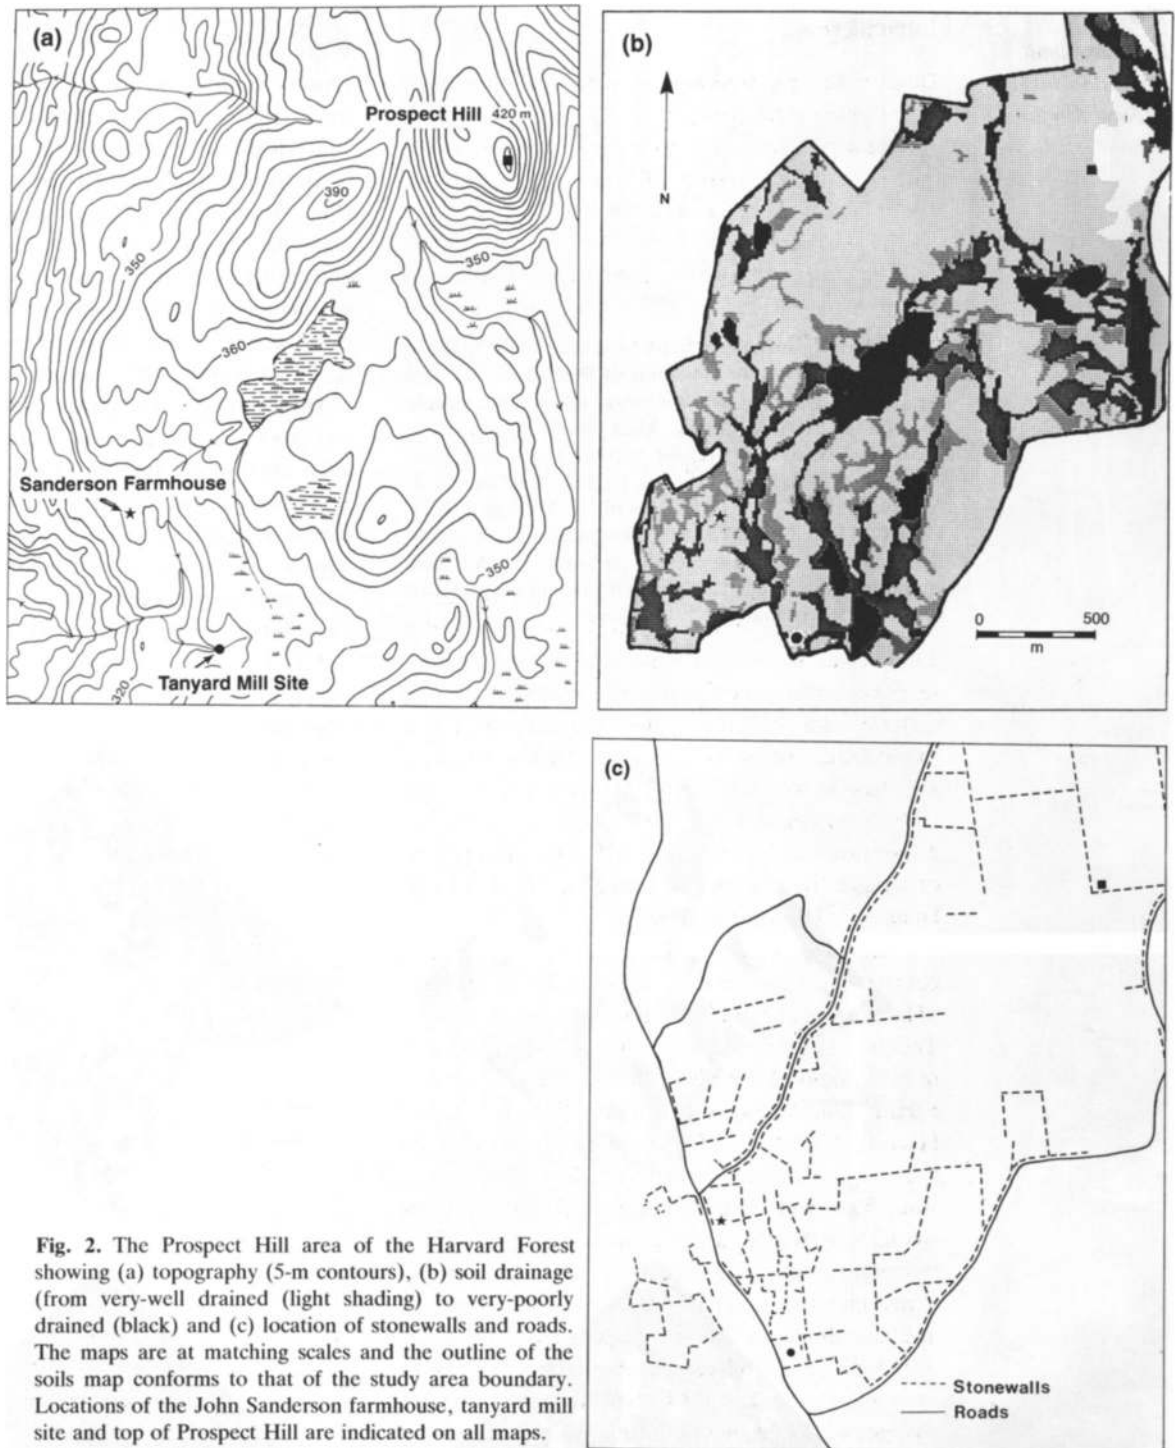 (a)
Prospect Hill 420 m
390
350
350
360
Sanderson Farmhouse
350
Tanyard Mill Site
320
(b)
N
0 500
m
(c)
Stonewalls
Roads
Fig. 2. The Prospect Hill area of the Harvard Forest
showing (a) topography (5-m contours), (b) soil drainage
(from very-well drained (light shading) to very-poorly
drained (black) and (c) location of stonewalls and roads.
The maps are at matching scales and the outline of the
soils map conforms to that of the study area boundary.
Locations of the John Sanderson farmhouse, tanyard mill
site and top of Prospect Hill are indicated on all maps.